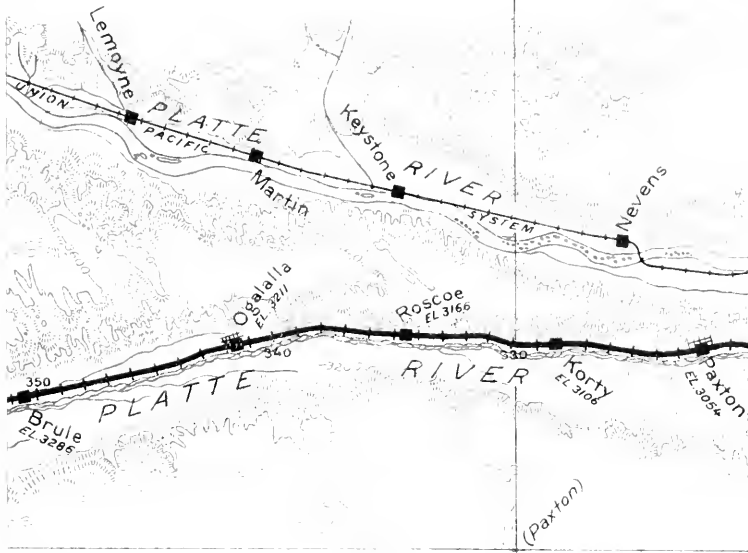 Lemoyne
UNION PACIFIC SYSTEM
PLATTE RIVER
Martin
Keystone
Nevens
Ogalalla
EL 3211
340
Roscoe
EL 3166
330
Korty
EL 3106
Paxton
EL 3054
350
Brule
EL 3286
PLATTE RIVER
(Paxton)